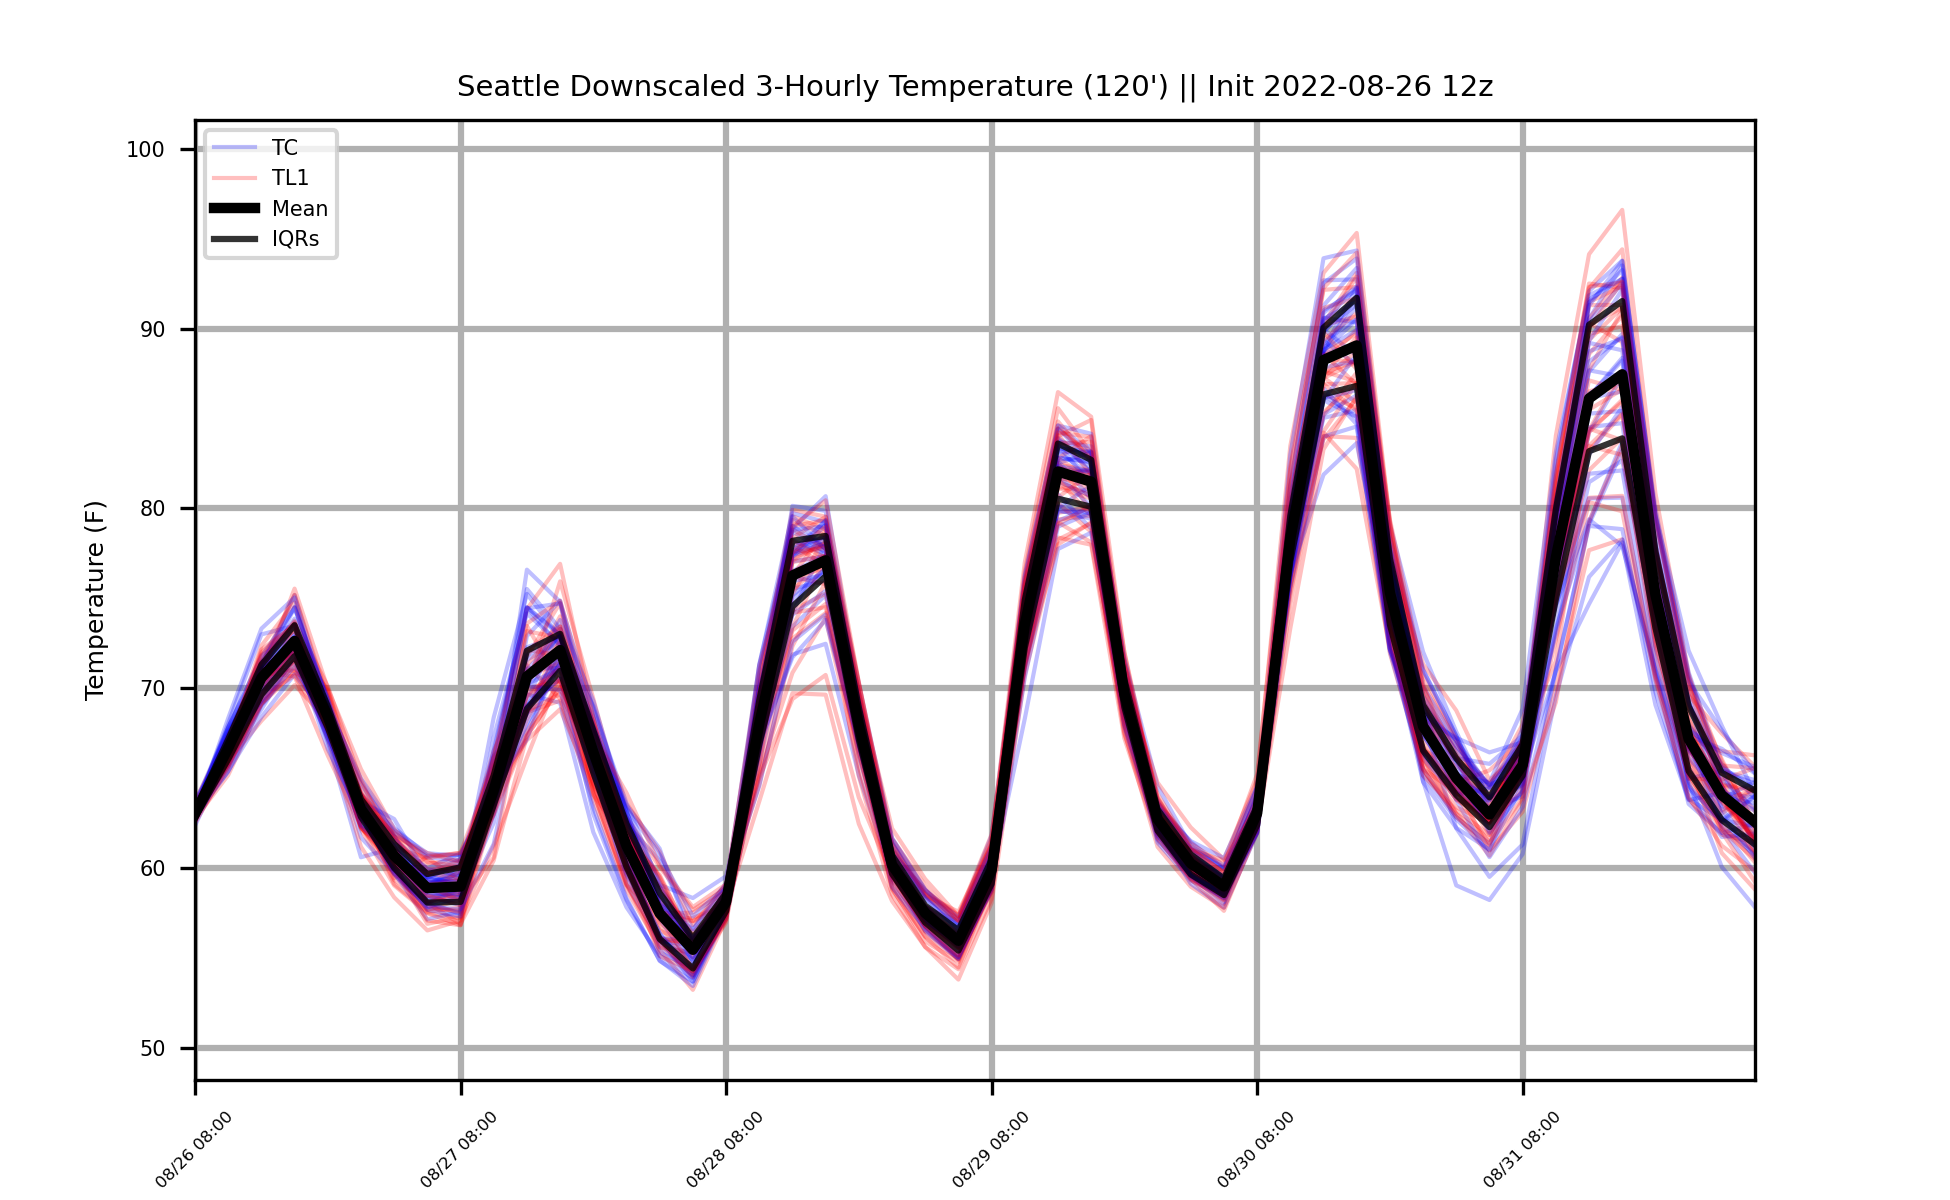 Seattle Downscaled 3-Hourly Temperature (120') || Init 2022-08-26 12z
TC
TL1
Mean
IQRs
Temperature (F)
100
90
80
70
60
50
08/26 08:00
08/27 08:00
08/28 08:00
08/29 08:00
08/30 08:00
08/31 08:00